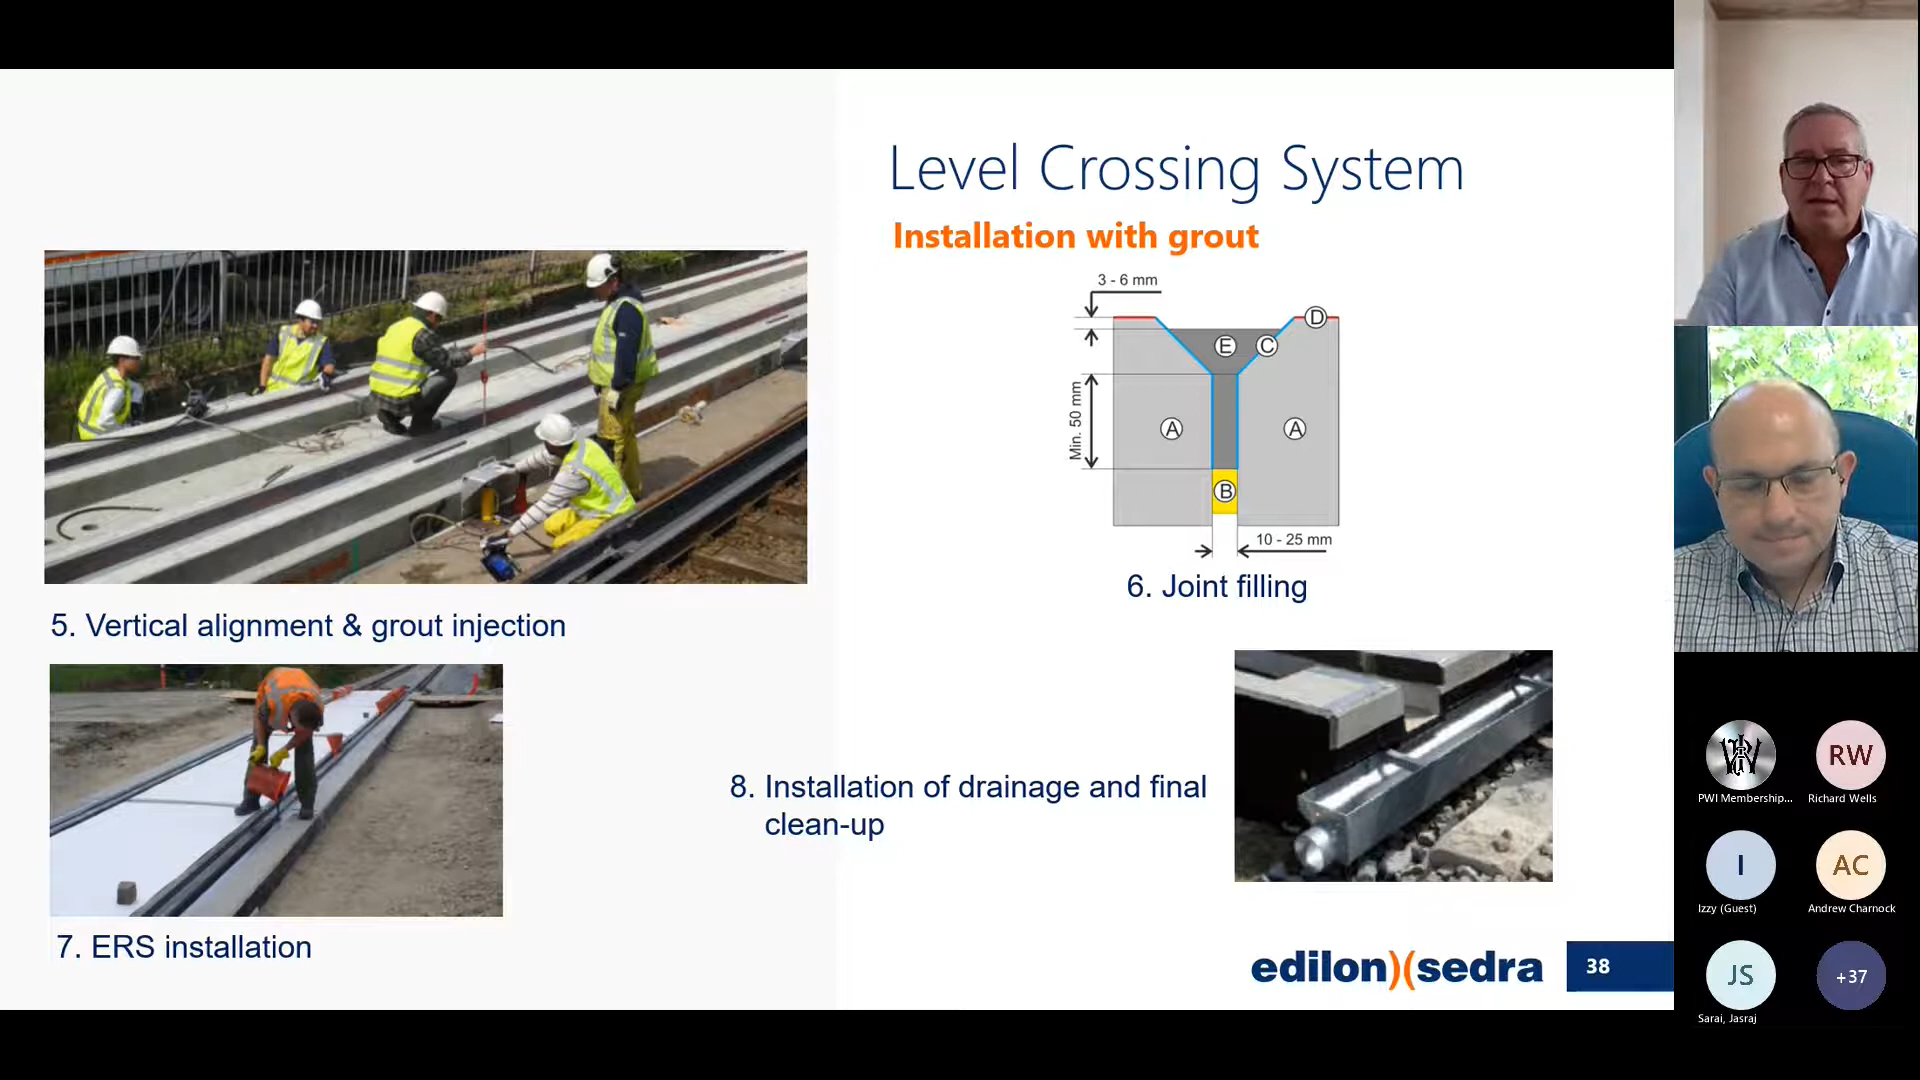 Level Crossing System
Installation with grout
3 - 6 mm
D
E
C
Min. 50 mm
A
A
B
10 - 25 mm
5. Vertical alignment & grout injection
6. Joint filling
7. ERS installation
8. Installation of drainage and final
clean-up
edilon)(sedra
38
PWI Membership...
RW
Richard Wells
I
Izzy (Guest)
AC
Andrew Charnock
JS
Sarai, Jasraj
+37